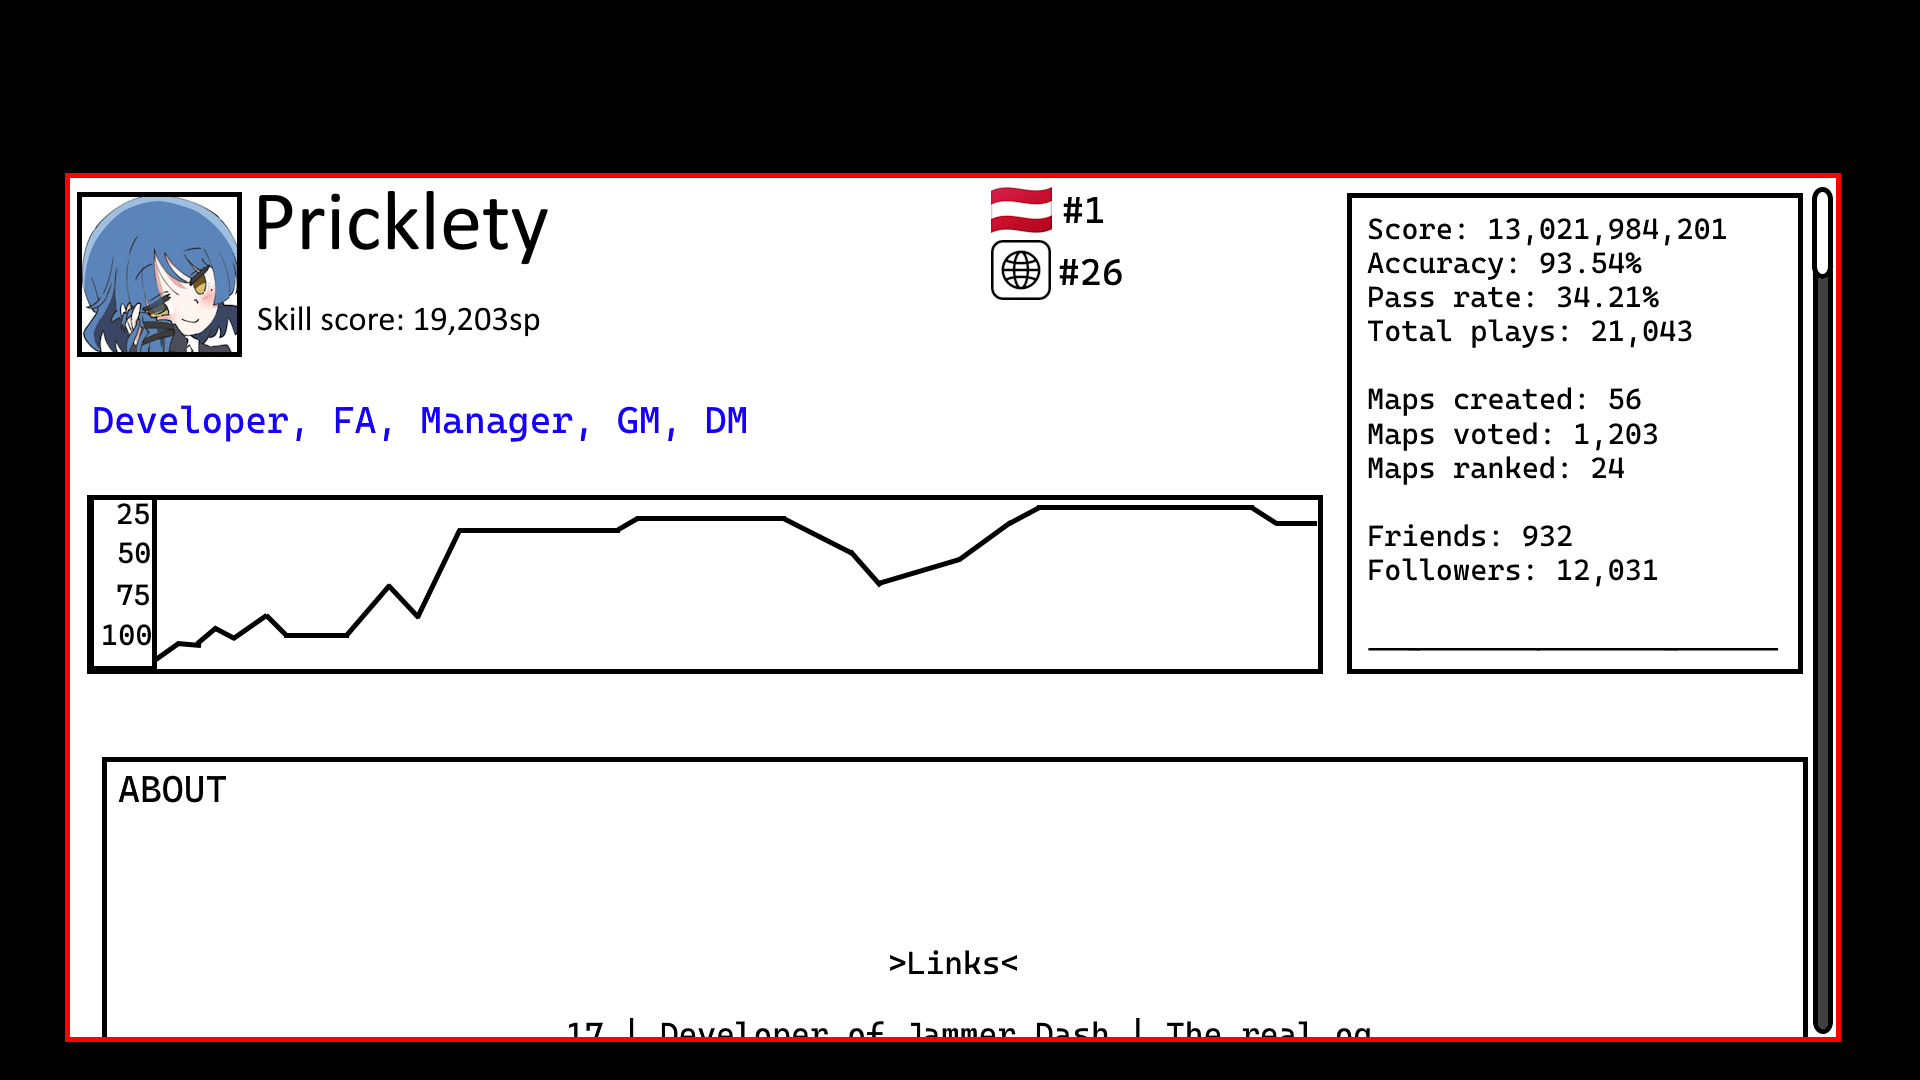 Pricklety
Skill score: 19,203sp
#1
#26
Developer, FA, Manager, GM, DM
25
50
75
100
Score: 13,021,984,201
Accuracy: 93.54%
Pass rate: 34.21%
Total plays: 21,043
Maps created: 56
Maps voted: 1,203
Maps ranked: 24
Friends: 932
Followers: 12,031
ABOUT
>Links<
17 | Developer of Jammer Dash | The real og